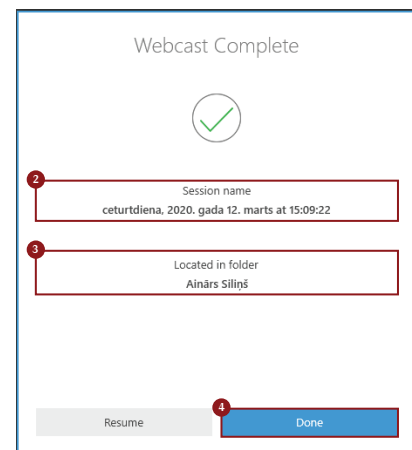 Webcast Complete
2
Session name
ceturtdiena, 2020. gada 12. marts at 15:09:22
3
Located in folder
Ainārs Siliņš
4
Resume
Done